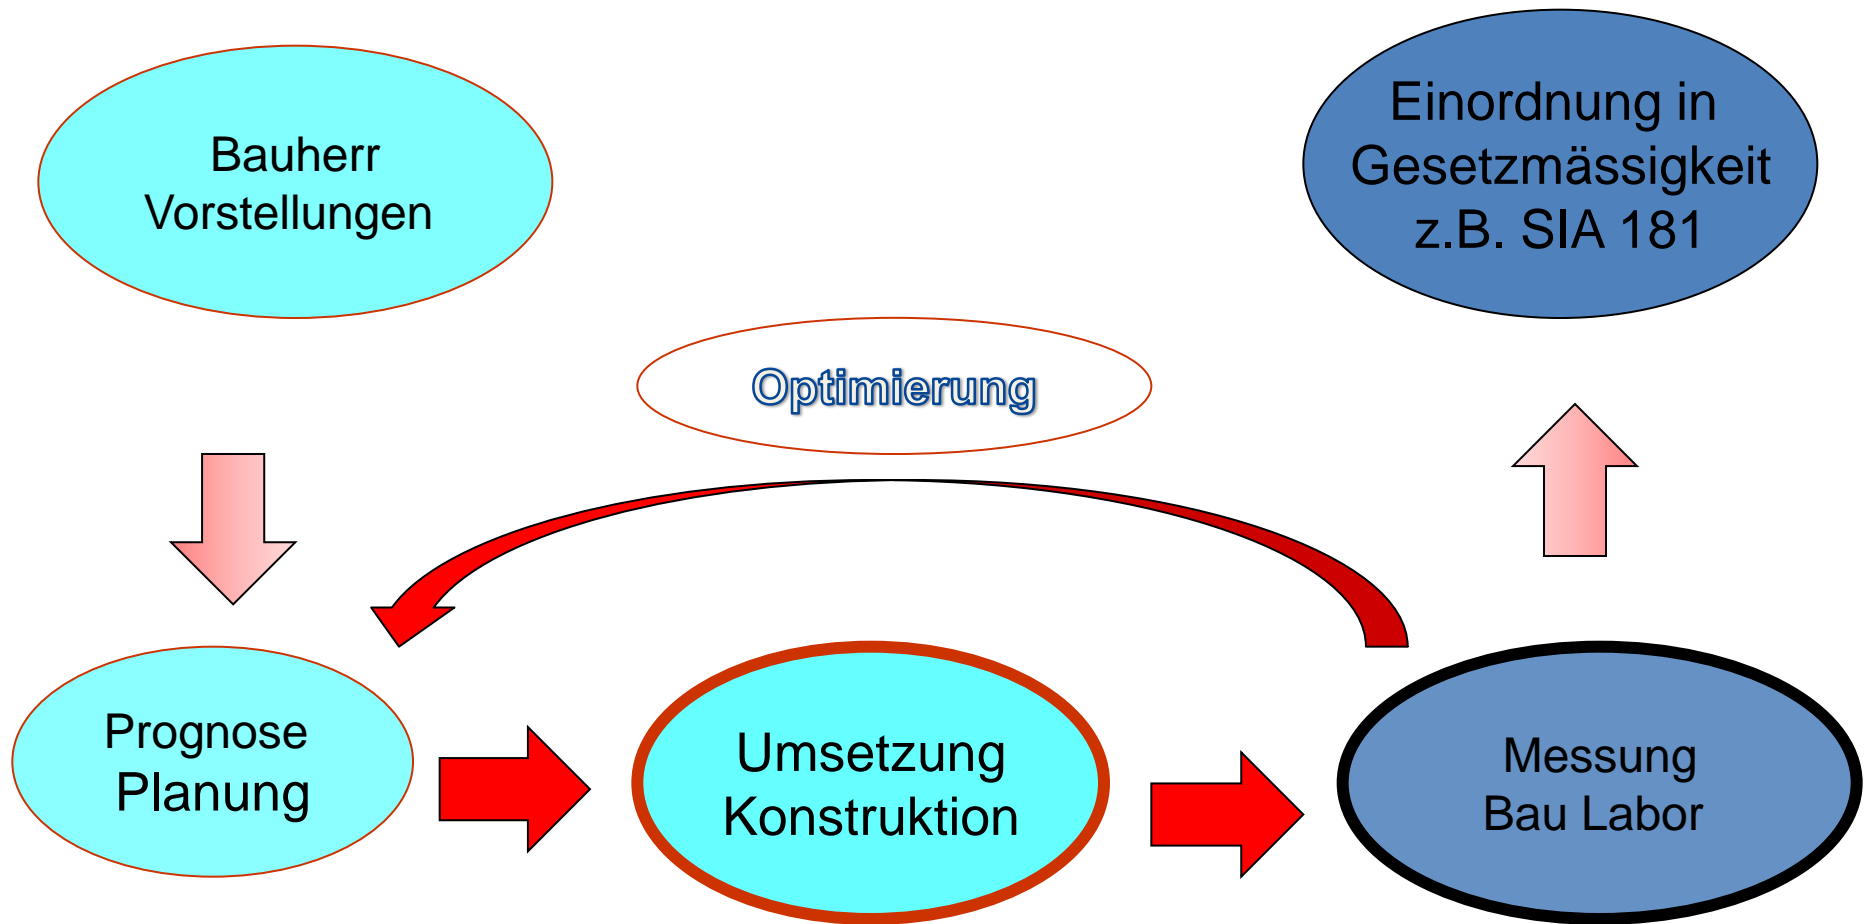 Bauherr
Vorstellungen
Einordnung in
Gesetzmässigkeit
z.B. SIA 181
Optimierung
Prognose
Planung
Umsetzung
Konstruktion
Messung
Bau Labor